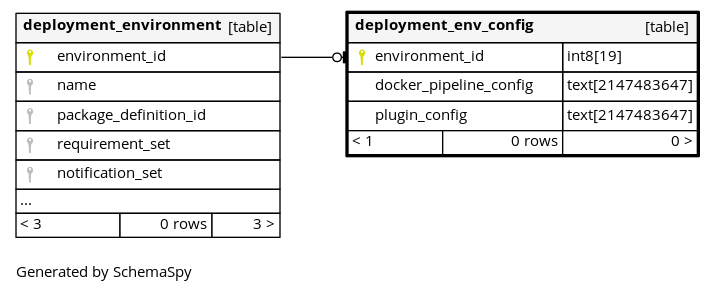 deployment_environment [table]
environment_id
name
package_definition_id
requirement_set
notification_set
...
< 3 0 rows 3 >
deployment_env_config [table]
environment_id int8[19]
docker_pipeline_config text[2147483647]
plugin_config text[2147483647]
< 1 0 rows 0 >
Generated by SchemaSpy